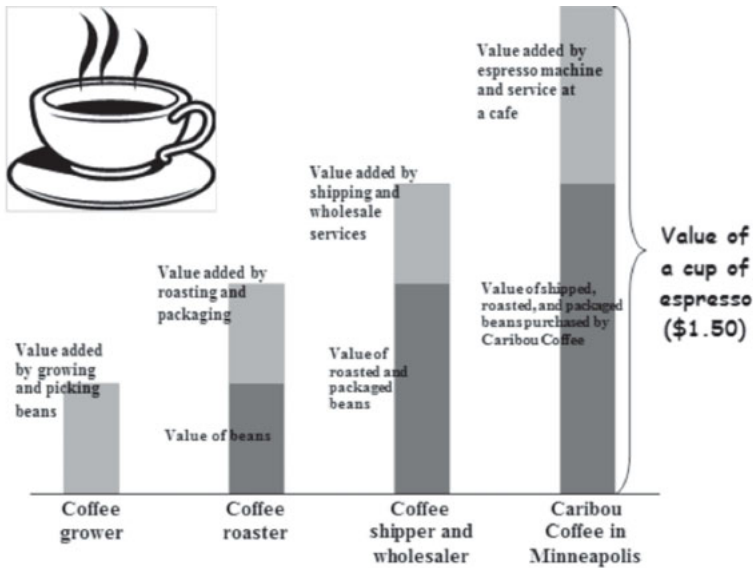 Value added by
espresso machine
and service at
a cafe
Value added by
shipping and
wholesale
services
Value of
a cup of
espresso
($1.50)
Value added by
roasting and
packaging
Value of shipped,
roasted, and packaged
beans purchased by
Caribou Coffee
Value added
by growing
and picking
beans
Value of
roasted and
packaged
beans
Value of beans
Coffee
grower
Coffee
roaster
Coffee
shipper and
wholesaler
Caribou
Coffee in
Minneapolis